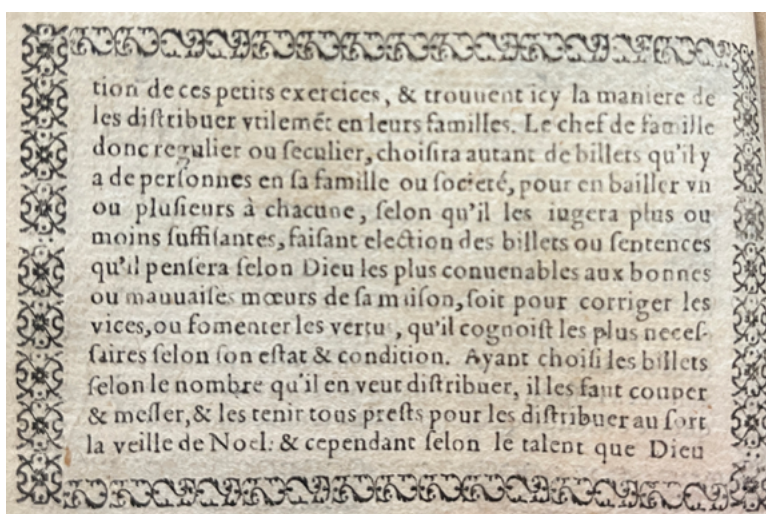 tion de ces petits exercices, & trouuent icy la maniere de
les diſtribuer vtilemẽt en leurs familles. Le chef de famille
donc regulier ou ſeculier, choiſira autant de billets qu'il y
a de perſonnes en ſa famille ou ſocieté, pour en bailler vn
ou pluſieurs à chacune, ſelon qu'il les iugera plus ou
moins ſuffiſantes, faiſant election des billets ou ſentences
qu'il penſera ſelon Dieu les plus conuenables aux bonnes
ou mauuaiſes mœurs de ſa maiſon, ſoit pour corriger les
vices, ou fomenter les vertus, qu'il cognoiſt les plus neceſ-
ſaires ſelon ſon eſtat & condition. Ayant choiſi les billets
ſelon le nombre qu'il en veut diſtribuer, il les faut couper
& meſler, & les tenir tous preſts pour les diſtribuer au ſort
la veille de Noel: & cependant ſelon le talent que Dieu